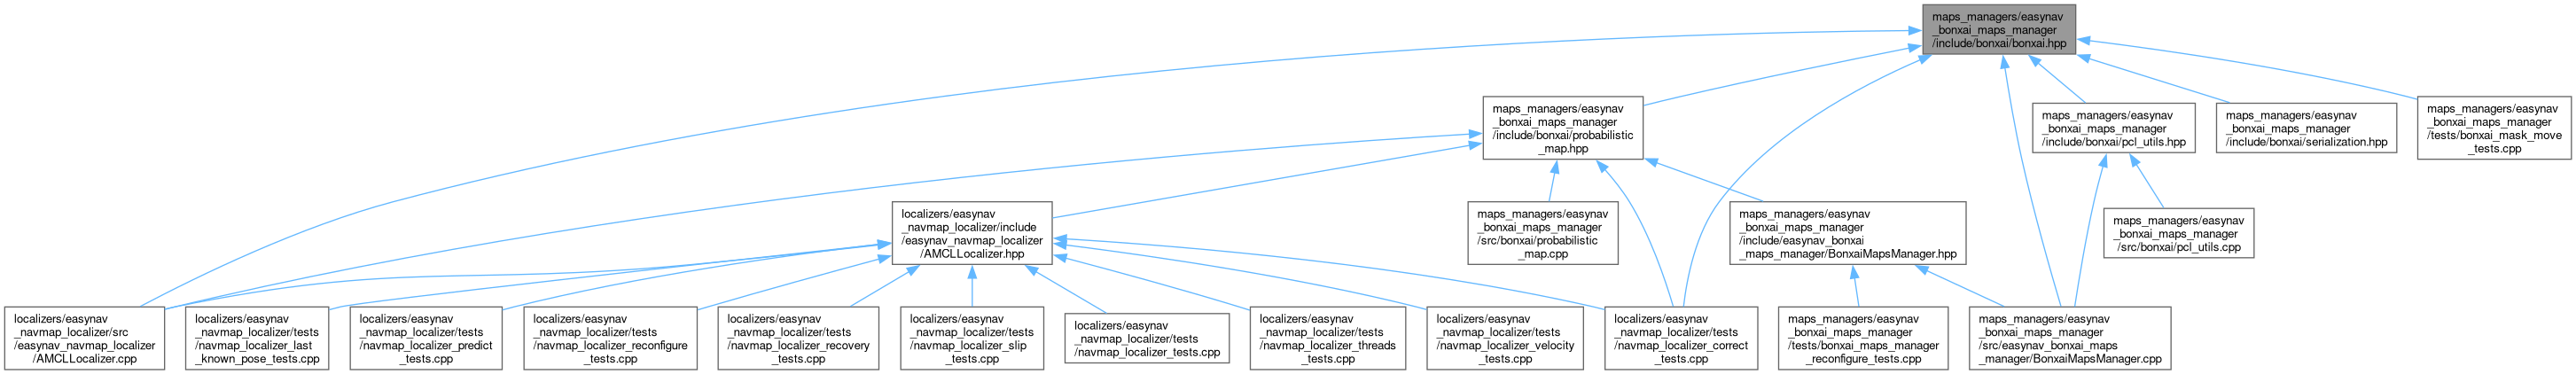 maps_managers/easynav
_bonxai_maps_manager
/include/bonxai/bonxai.hpp
maps_managers/easynav
_bonxai_maps_manager
/include/bonxai/probabilistic
_map.hpp
maps_managers/easynav
_bonxai_maps_manager
/include/bonxai/pcl_utils.hpp
maps_managers/easynav
_bonxai_maps_manager
/include/bonxai/serialization.hpp
maps_managers/easynav
_bonxai_maps_manager
/tests/bonxai_mask_move
_tests.cpp
localizers/easynav
_navmap_localizer/include
/easynav_navmap_localizer
/AMCLLocalizer.hpp
maps_managers/easynav
_bonxai_maps_manager
/src/bonxai/probabilistic
_map.cpp
maps_managers/easynav
_bonxai_maps_manager
/include/easynav_bonxai
_maps_manager/BonxaiMapsManager.hpp
maps_managers/easynav
_bonxai_maps_manager
/src/bonxai/pcl_utils.cpp
localizers/easynav
_navmap_localizer/src
/easynav_navmap_localizer
/AMCLLocalizer.cpp
localizers/easynav
_navmap_localizer/tests
/navmap_localizer_last
_known_pose_tests.cpp
localizers/easynav
_navmap_localizer/tests
/navmap_localizer_predict
_tests.cpp
localizers/easynav
_navmap_localizer/tests
/navmap_localizer_reconfigure
_tests.cpp
localizers/easynav
_navmap_localizer/tests
/navmap_localizer_recovery
_tests.cpp
localizers/easynav
_navmap_localizer/tests
/navmap_localizer_slip
_tests.cpp
localizers/easynav
_navmap_localizer/tests
/navmap_localizer_tests.cpp
localizers/easynav
_navmap_localizer/tests
/navmap_localizer_threads
_tests.cpp
localizers/easynav
_navmap_localizer/tests
/navmap_localizer_velocity
_tests.cpp
localizers/easynav
_navmap_localizer/tests
/navmap_localizer_correct
_tests.cpp
maps_managers/easynav
_bonxai_maps_manager
/tests/bonxai_maps_manager
_reconfigure_tests.cpp
maps_managers/easynav
_bonxai_maps_manager
/src/easynav_bonxai_maps
_manager/BonxaiMapsManager.cpp